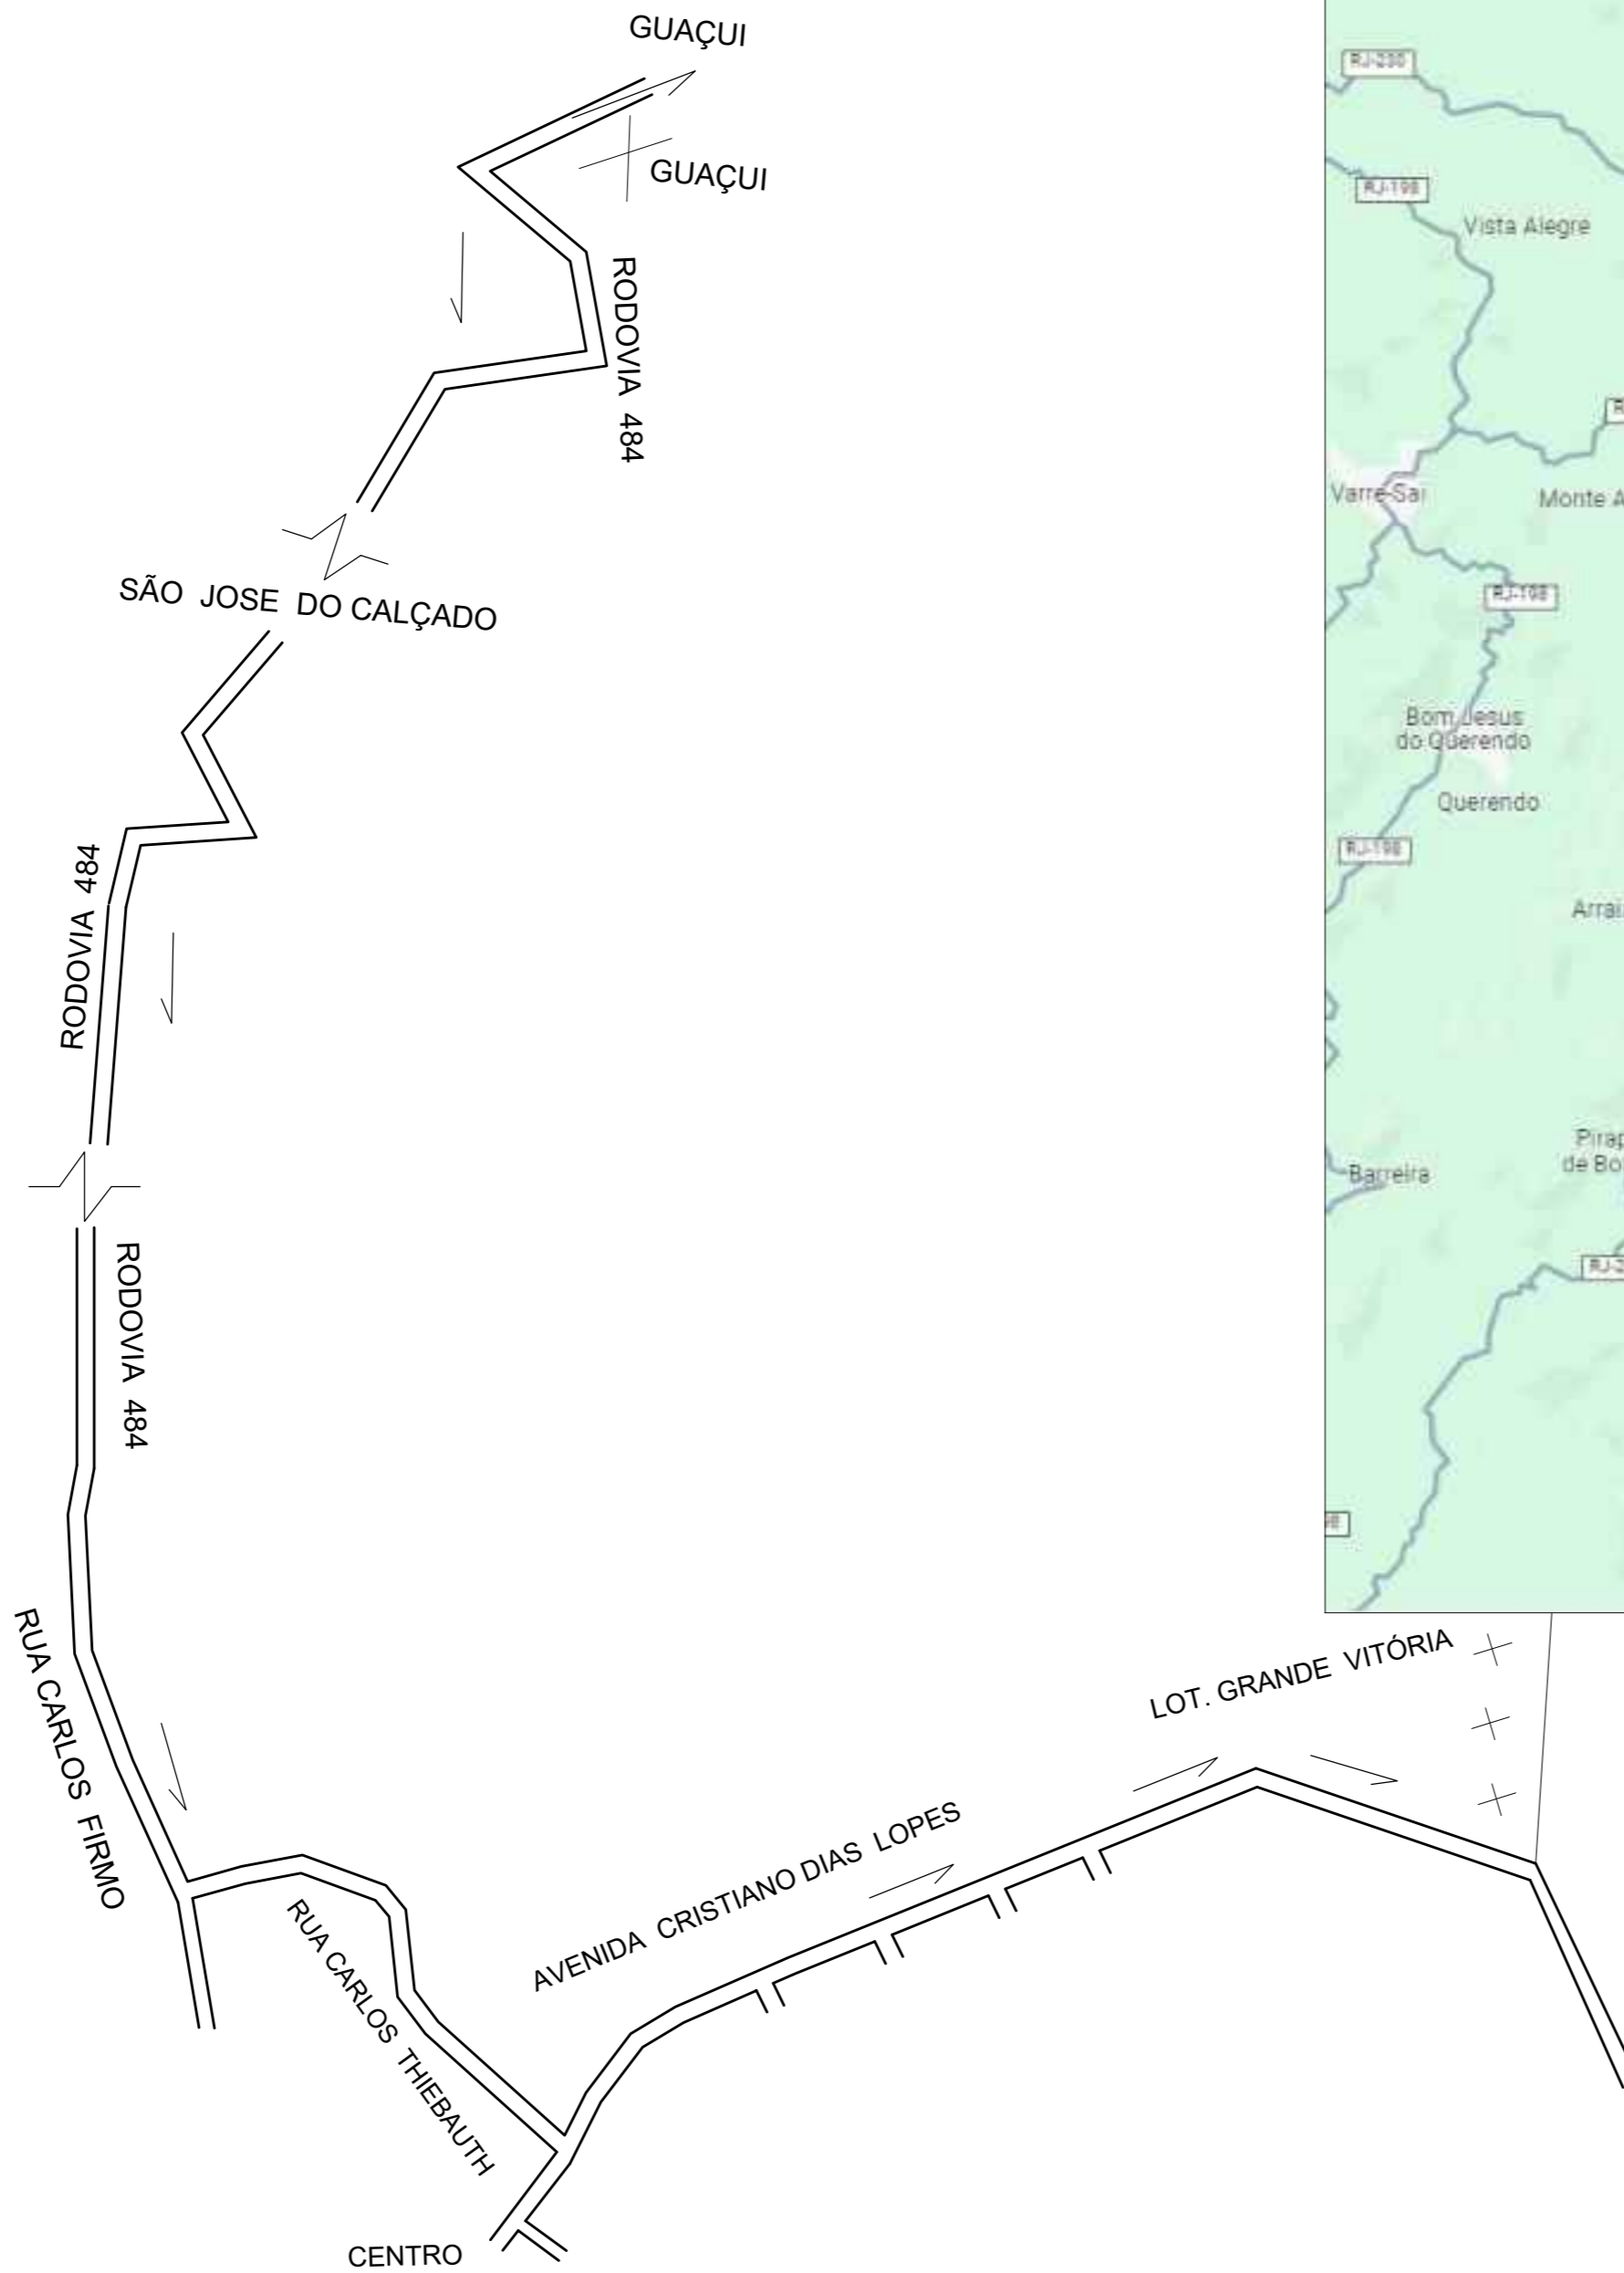 GUAÇUI
GUAÇUI
RODOVIA 484
SÃO JOSE DO CALÇADO
RODOVIA 484
RODOVIA 484
RUA CARLOS FIRMO
RUA CARLOS THIEBAUTH
AVENIDA CRISTIANO DIAS LOPES
LOT. GRANDE VITÓRIA
CENTRO
RJ-230
RJ-198
Vista Alegre
Varre-Sai
Monte A
RJ-198
Bom Jesus
do Querendo
Querendo
RJ-198
Arrai
Pirap
de Bo
Barreira
RJ-2